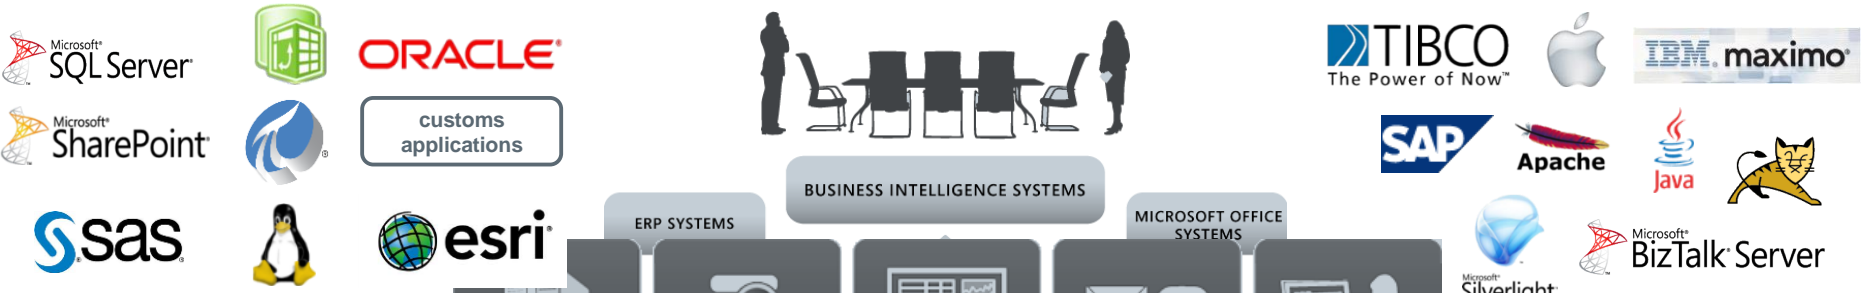 Microsoft®
SQL Server®
ORACLE®
Microsoft®
SharePoint®
®
customs
applications
sas®
esri®
BUSINESS INTELLIGENCE SYSTEMS
ERP SYSTEMS
MICROSOFT OFFICE
SYSTEMS
TIBCO
The Power of Now™
IBM® maximo®
SAP
Apache
Java
Microsoft®
Silverlight™
Microsoft®
BizTalk® Server